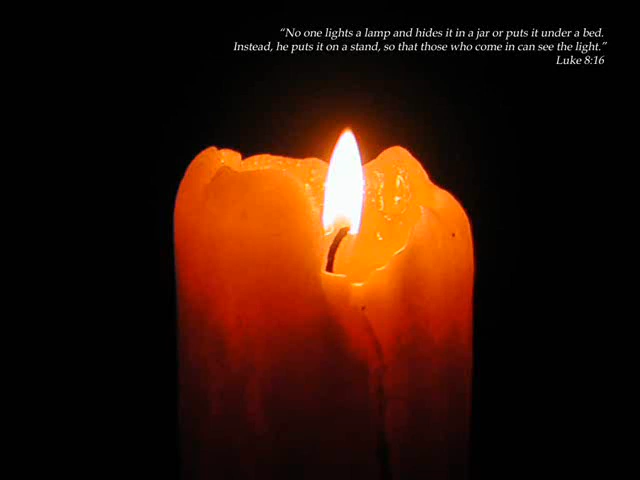 “No one lights a lamp and hides it in a jar or puts it under a bed.
Instead, he puts it on a stand, so that those who come in can see the light.”
Luke 8:16